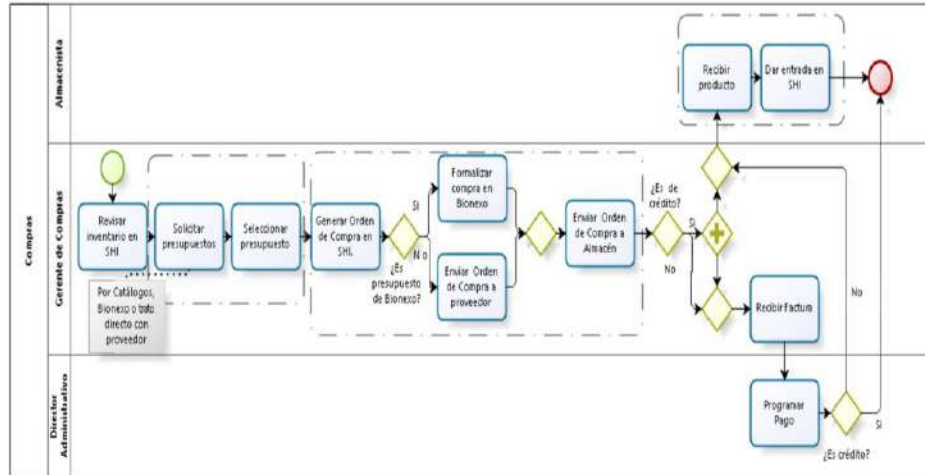 Compras
Almacenista
Recibir
producto
Dar entrada en
SHI
Gerente de Compras
Revisar
inventario en
SHI
Solicitar
presupuestos
Seleccionar
presupuesto
Generar Orden
de Compra en
SHI.
Si
No
¿Es
presupuesto
de Bionexo?
Formalizar
compra en
Bionexo
Enviar Orden
de Compra a
proveedor
Enviar Orden
de Compra a
Almacén
¿Es de
crédito?
Si
No
Recibir Factura
No
Por Catálogos,
Bionexo o trato
directo con
proveedor
Director
Administrativo
Programar
Pago
Si
¿Es crédito?